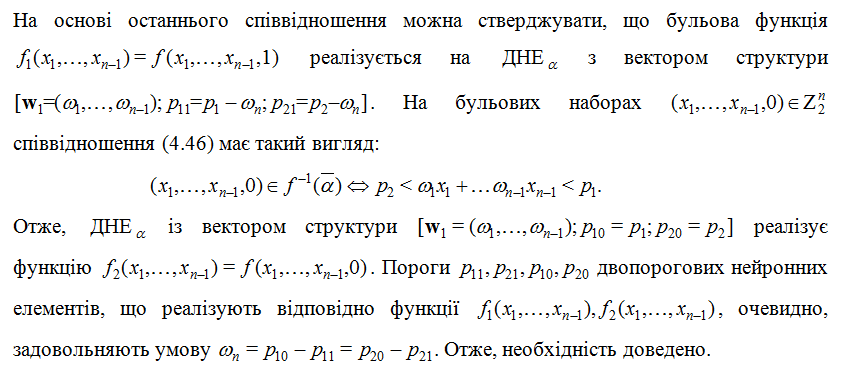 На основі останнього співвідношення можна стверджувати, що бульова функція
f₁(x₁,…,xₙ₋₁) = f(x₁,…,xₙ₋₁,1) реалізується на ДНЕ α з вектором структури
[w₁=(ω₁,…,ωₙ₋₁); p₁₁=p₁ – ωₙ; p₂₁=p₂–ωₙ]. На бульових наборах (x₁,…,xₙ₋₁,0)∈Z₂ⁿ
співвідношення (4.46) має такий вигляд:
(x₁,…,xₙ₋₁,0)∈ f⁻¹(α̅) ⇔ p₂ < ω₁x₁ +…ωₙ₋₁xₙ₋₁ < p₁.
Отже, ДНЕ α із вектором структури [w₁ = (ω₁,…,ωₙ₋₁); p₁₀ = p₁; p₂₀ = p₂] реалізує
функцію f₂(x₁,…,xₙ₋₁) = f(x₁,…,xₙ₋₁,0). Пороги p₁₁, p₂₁, p₁₀, p₂₀ двопорогових нейронних
елементів, що реалізують відповідно функції f₁(x₁,…,xₙ₋₁), f₂(x₁,…,xₙ₋₁), очевидно,
задовольняють умову ωₙ = p₁₀ – p₁₁ = p₂₀ – p₂₁. Отже, необхідність доведено.